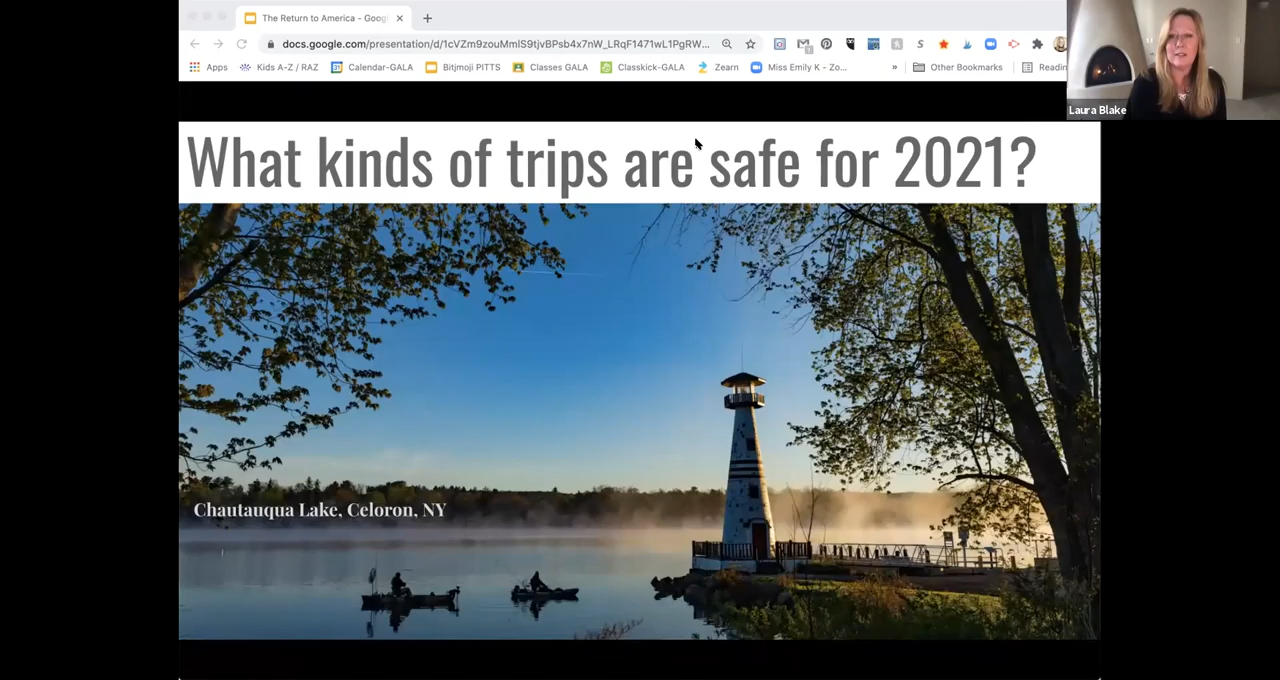 The Return to America - Goog
docs.google.com/presentation/d/1cVZm9zouMmlS9tjvBPsb4x7nW_LRqF1471wL1PgRW...
Apps
Kids A-Z / RAZ
Calendar-GALA
Bitjmoji PITTS
Classes GALA
Classkick-GALA
Zearn
Miss Emily K - Zo...
»
Other Bookmarks
Readin
Laura Blake
What kinds of trips are safe for 2021?
Chautauqua Lake, Celoron, NY